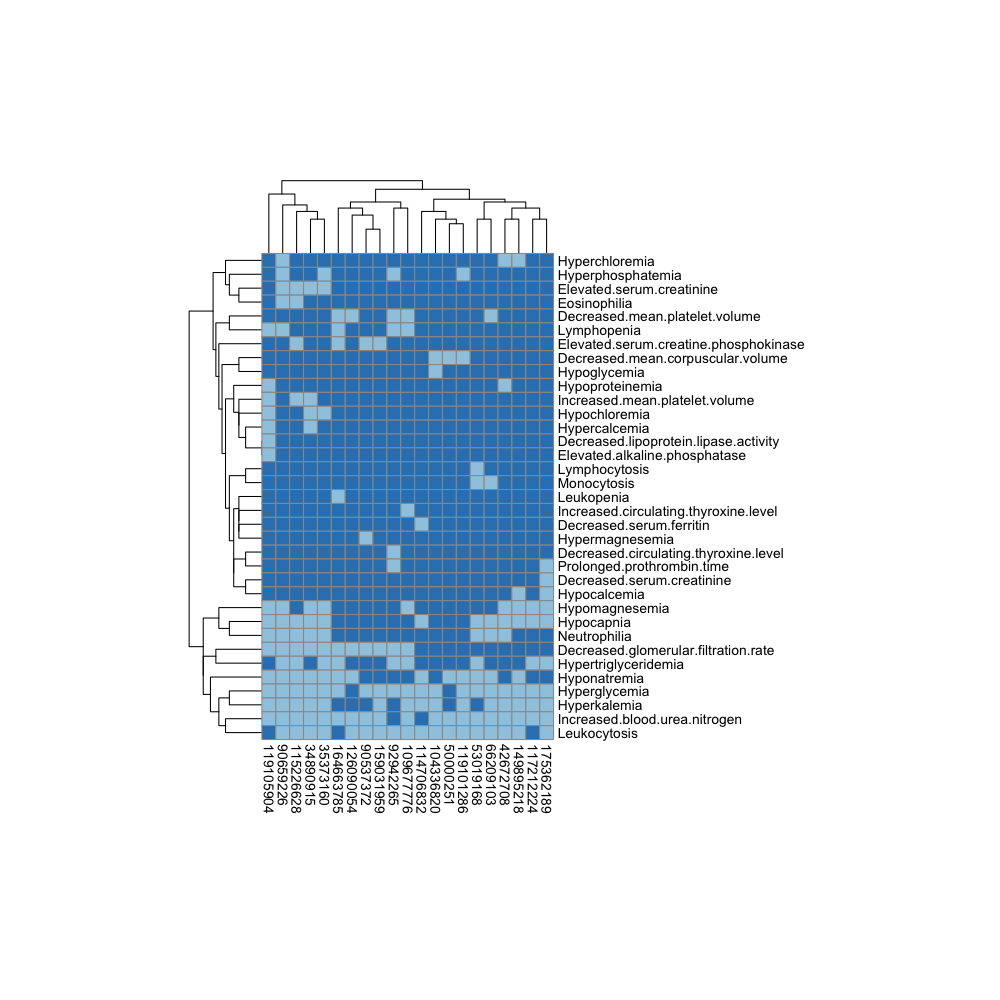 Hyperchloremia
Hyperphosphatemia
Elevated.serum.creatinine
Eosinophilia
Decreased.mean.platelet.volume
Lymphopenia
Elevated.serum.creatine.phosphokinase
Decreased.mean.corpuscular.volume
Hypoglycemia
Hypoproteinemia
Increased.mean.platelet.volume
Hypochloremia
Hypercalcemia
Decreased.lipoprotein.lipase.activity
Elevated.alkaline.phosphatase
Lymphocytosis
Monocytosis
Leukopenia
Increased.circulating.thyroxine.level
Decreased.serum.ferritin
Hypermagnesemia
Decreased.circulating.thyroxine.level
Prolonged.prothrombin.time
Decreased.serum.creatinine
Hypocalcemia
Hypomagnesemia
Hypocapnia
Neutrophilia
Decreased.glomerular.filtration.rate
Hypertriglyceridemia
Hyponatremia
Hyperglycemia
Hyperkalemia
Increased.blood.urea.nitrogen
Leukocytosis
119105904
90659226
115226628
34890915
35373160
164663785
126090054
90537372
159031959
92942265
109677776
114706832
104336820
50000251
119101286
53019168
66209103
42672708
149895218
117212224
175362189